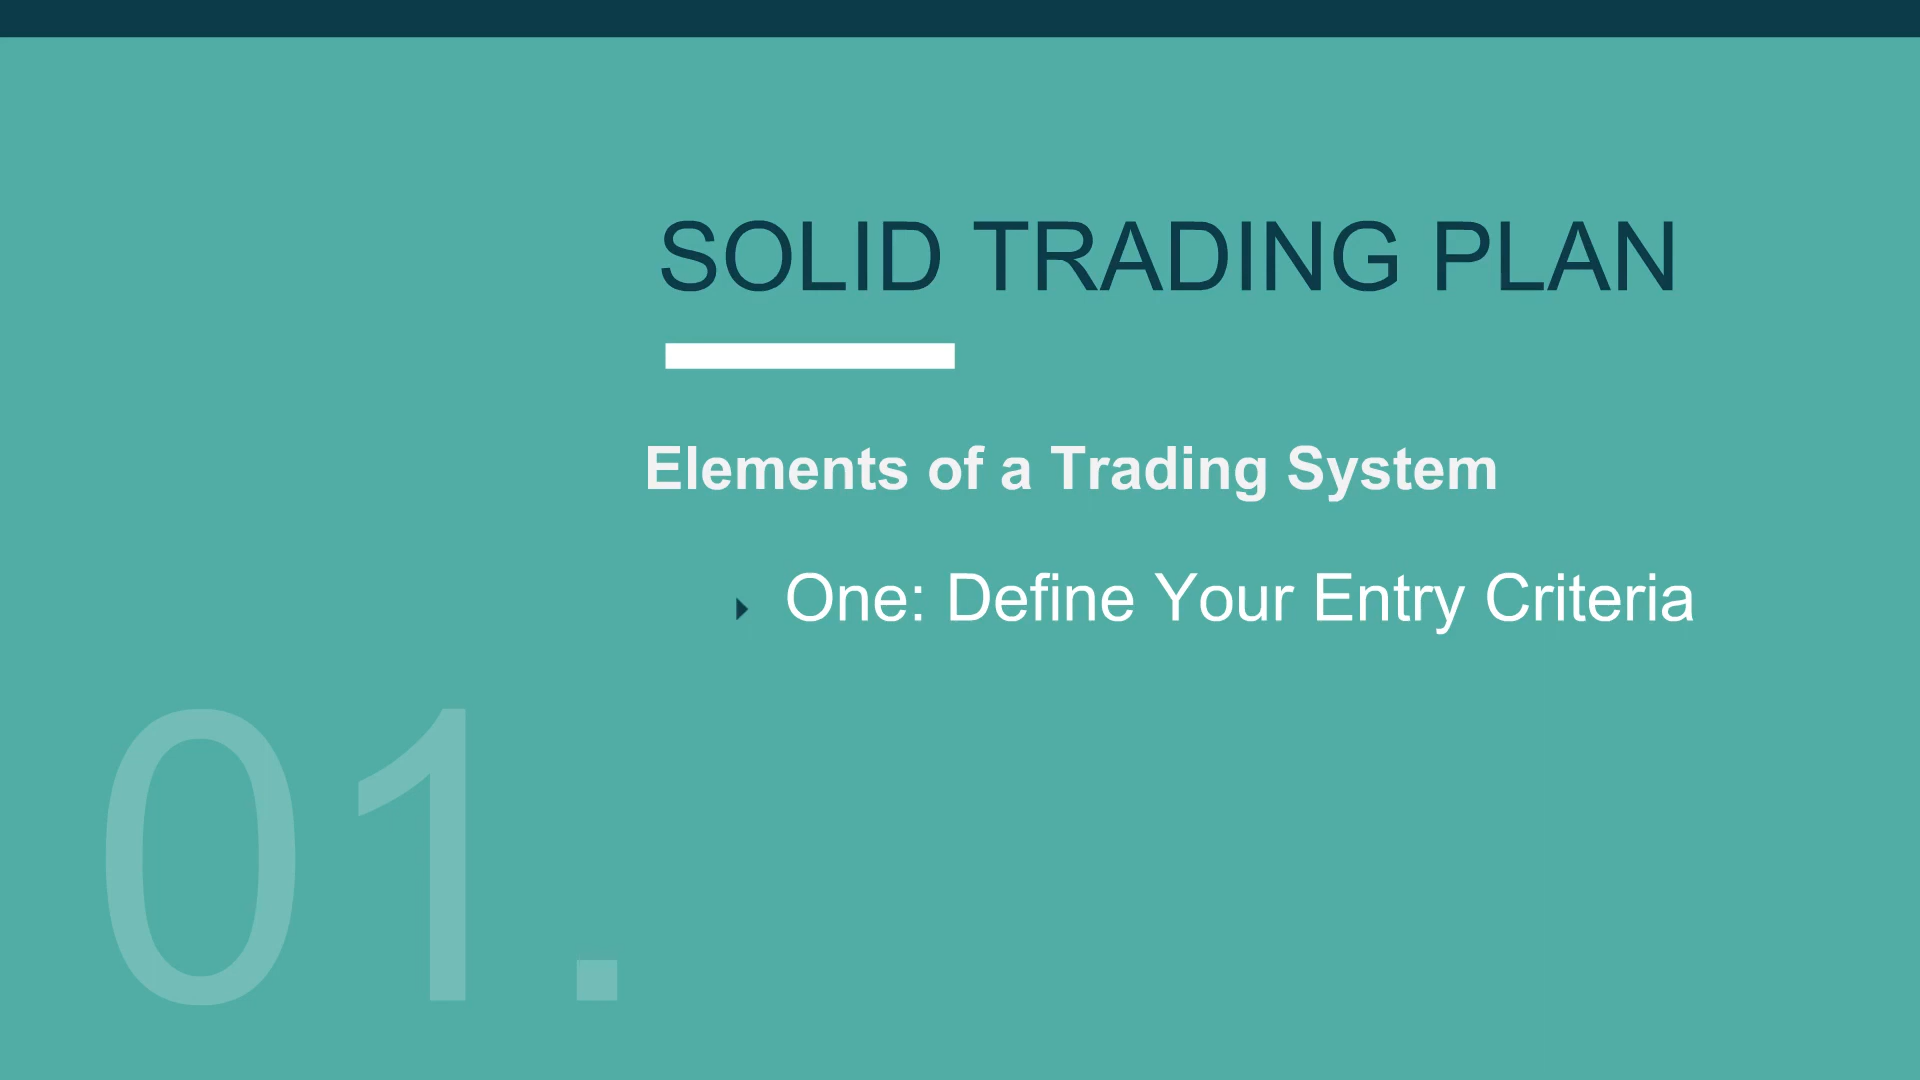 SOLID TRADING PLAN
Elements of a Trading System
One: Define Your Entry Criteria
01.